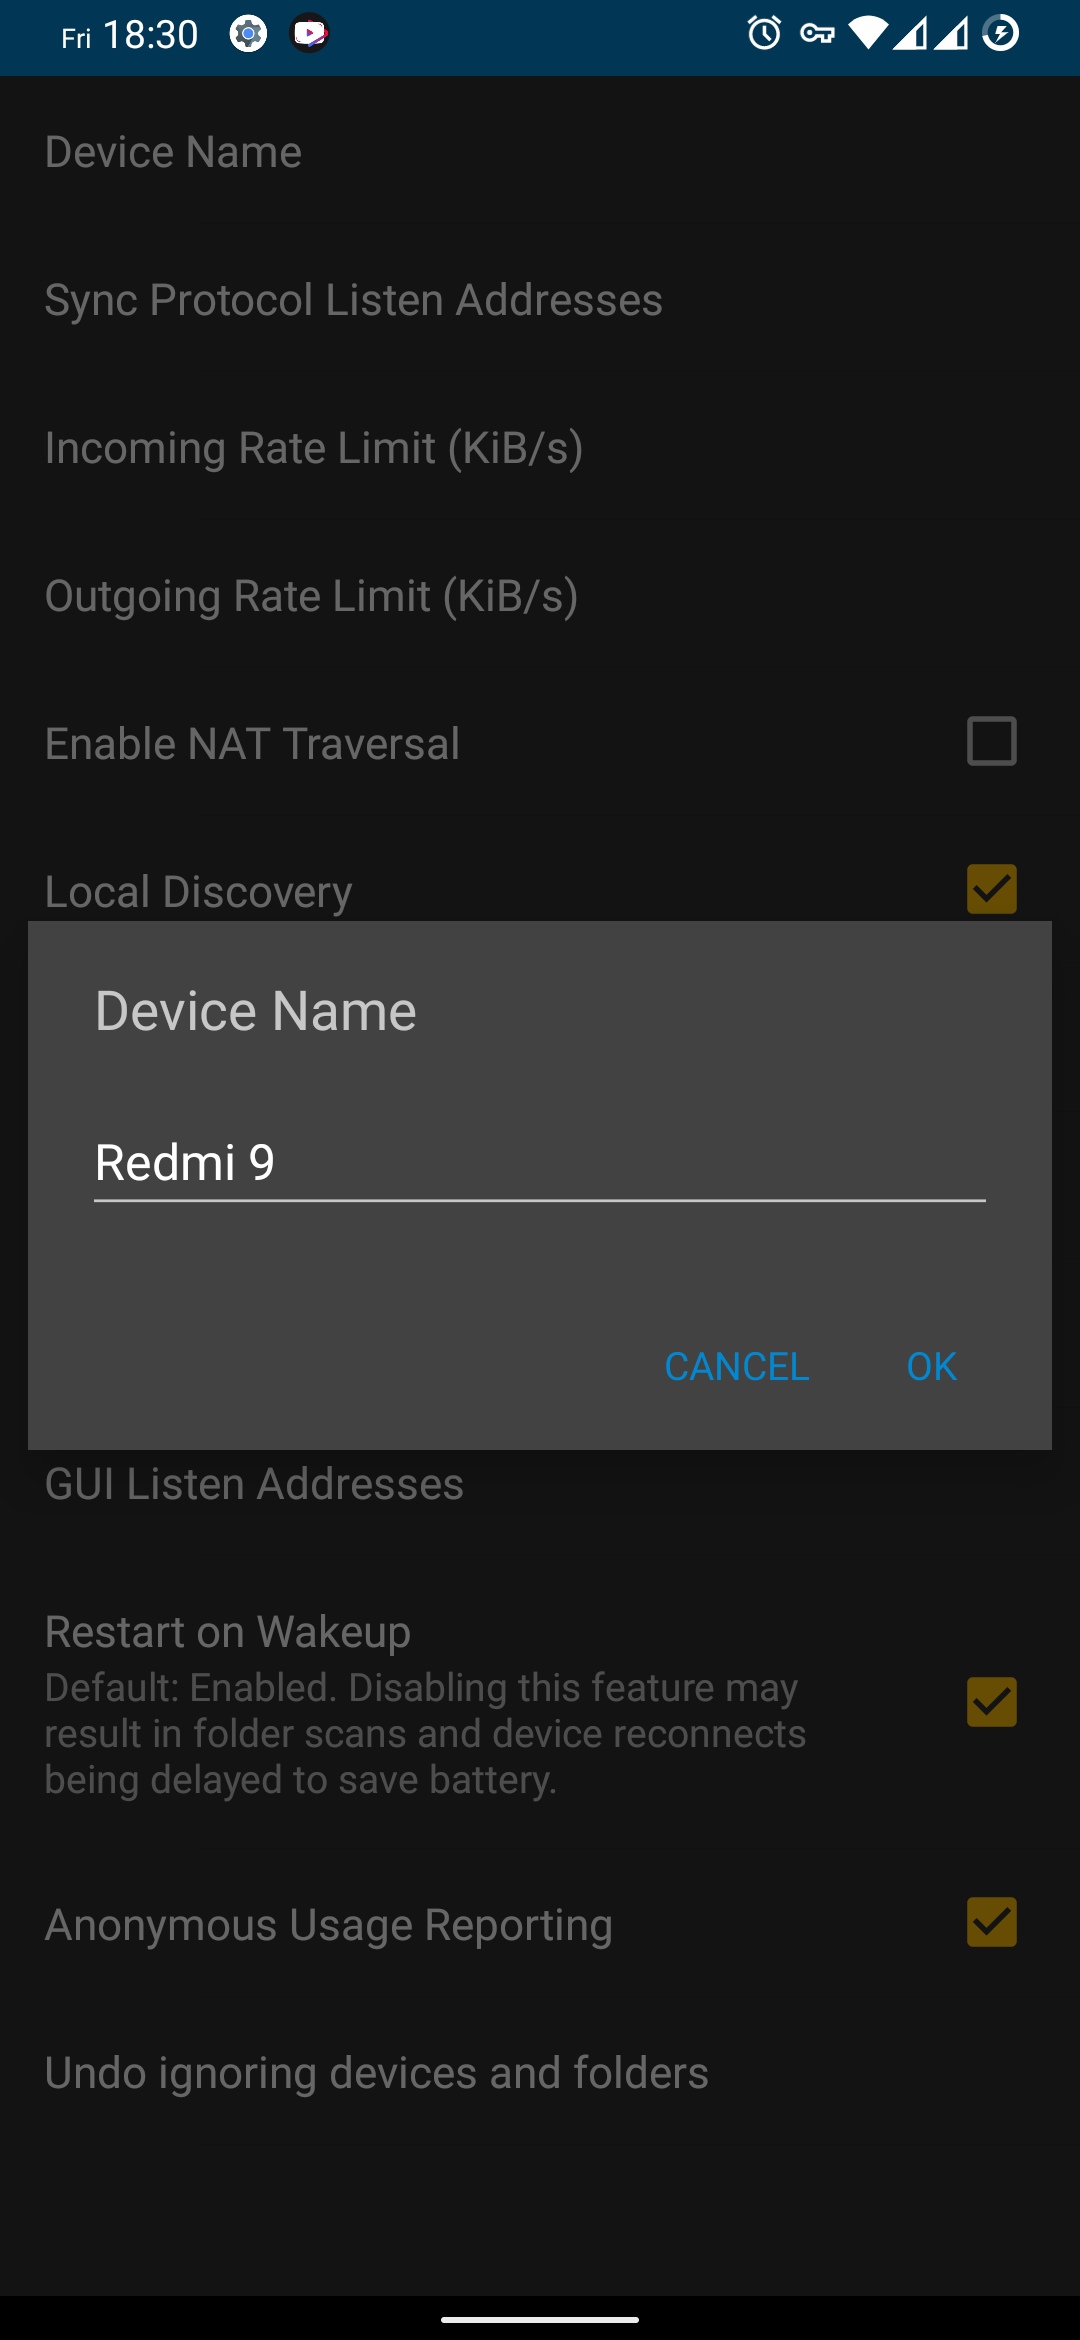 Fri 18:30
Device Name
Sync Protocol Listen Addresses
Incoming Rate Limit (KiB/s)
Outgoing Rate Limit (KiB/s)
Enable NAT Traversal
Local Discovery
Device Name
Redmi 9
CANCEL OK
GUI Listen Addresses
Restart on Wakeup
Default: Enabled. Disabling this feature may
result in folder scans and device reconnects
being delayed to save battery.
Anonymous Usage Reporting
Undo ignoring devices and folders